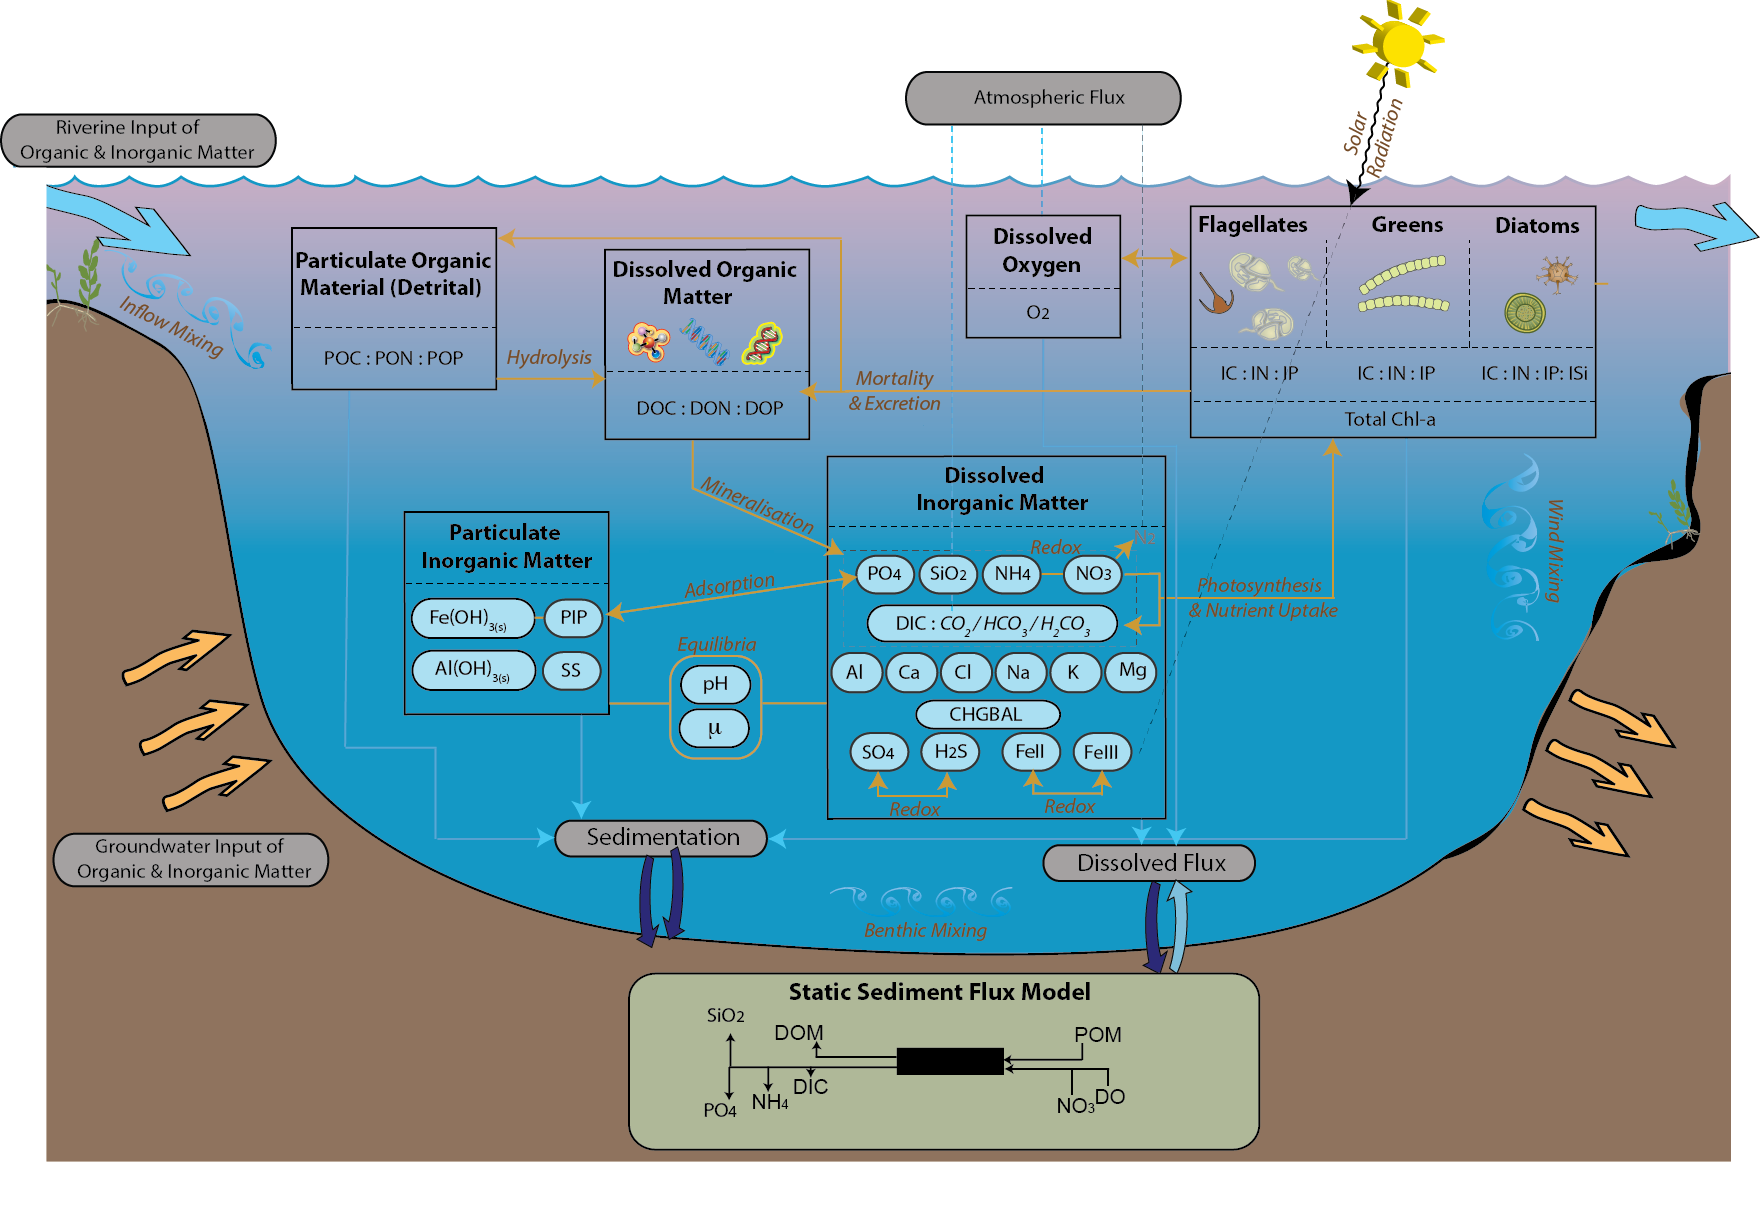 Atmospheric Flux
Solar
Radiation
Riverine Input of
Organic & Inorganic Matter
Inflow Mixing
Particulate Organic
Material (Detrital)
POC : PON : POP
Hydrolysis
Dissolved Organic
Matter
DOC : DON : DOP
Dissolved
Oxygen
O2
Flagellates
Greens
Diatoms
IC : IN : IP
IC : IN : IP
IC : IN : IP: ISi
Total Chl-a
Mortality
& Excretion
Mineralisation
Particulate
Inorganic Matter
Fe(OH)3(s)
PIP
Al(OH)3(s)
SS
Adsorption
Equilibria
pH
µ
Dissolved
Inorganic Matter
Redox
N2
PO4
SiO2
NH4
NO3
DIC : CO2 / HCO3 / H2CO3
Al
Ca
Cl
Na
K
Mg
CHGBAL
SO4
H2S
FeII
FeIII
Redox
Redox
Photosynthesis
& Nutrient Uptake
Wind Mixing
Groundwater Input of
Organic & Inorganic Matter
Sedimentation
Dissolved Flux
Benthic Mixing
Static Sediment Flux Model
SiO2
DOM
POM
PO4
NH4
DIC
NO3
DO